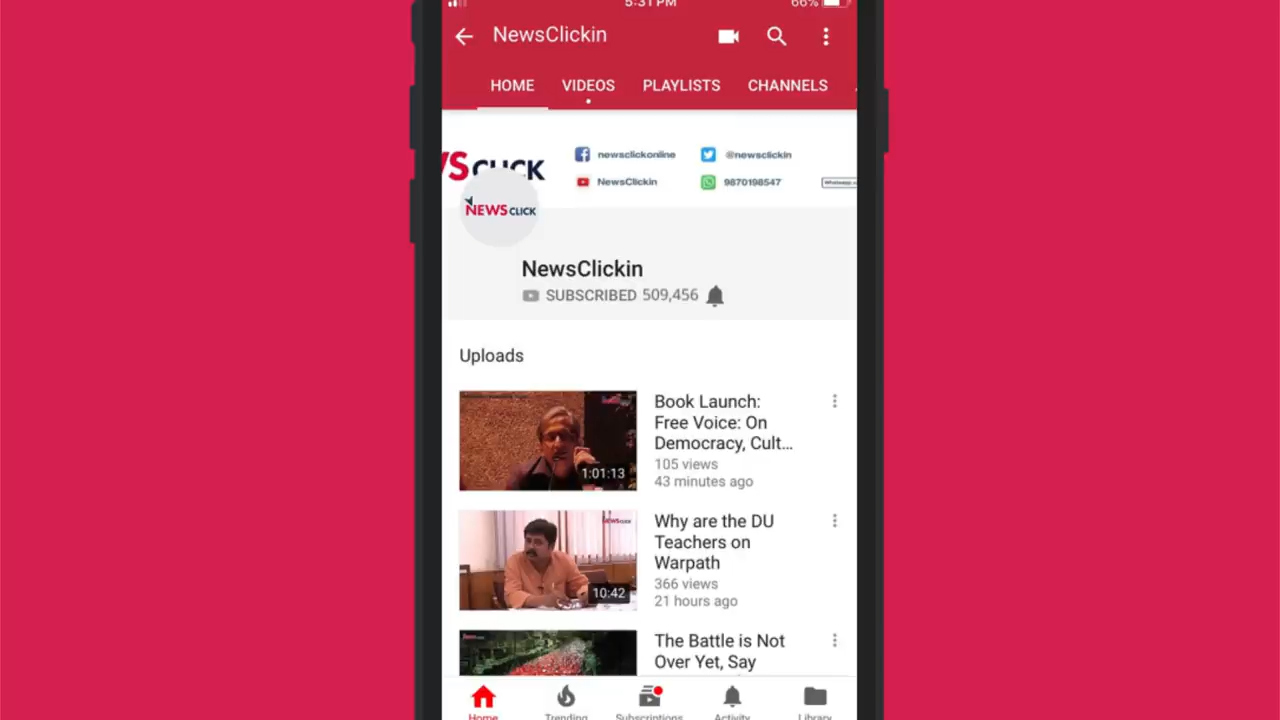 5:31 PM
66%
NewsClickin
HOME VIDEOS PLAYLISTS CHANNELS
WS CLICK
newsclickonline @newsclickin
NewsClickin 9870198547
NEWS CLICK
NewsClickin
SUBSCRIBED 509,456
Uploads
Book Launch:
Free Voice: On
Democracy, Cult...
105 views
43 minutes ago
1:01:13
Why are the DU
Teachers on
Warpath
366 views
21 hours ago
NEWSCLICK
10:42
The Battle is Not
Over Yet, Say
Home Trending Subscriptions Activity Library